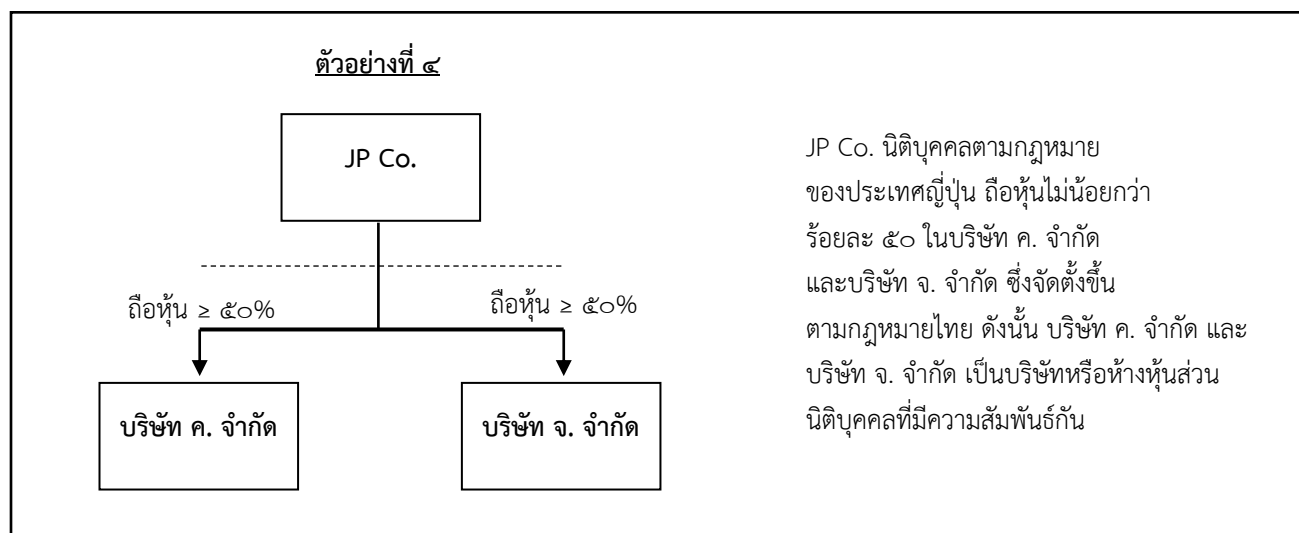 ตัวอย่างที่ ๔
JP Co.
ถือหุ้น ≥ ๕๐%
ถือหุ้น ≥ ๕๐%
บริษัท ค. จำกัด
บริษัท จ. จำกัด
JP Co. นิติบุคคลตามกฎหมาย
ของประเทศญี่ปุ่น ถือหุ้นไม่น้อยกว่า
ร้อยละ ๕๐ ในบริษัท ค. จำกัด
และบริษัท จ. จำกัด ซึ่งจัดตั้งขึ้น
ตามกฎหมายไทย ดังนั้น บริษัท ค. จำกัด และ
บริษัท จ. จำกัด เป็นบริษัทหรือห้างหุ้นส่วน
นิติบุคคลที่มีความสัมพันธ์กัน